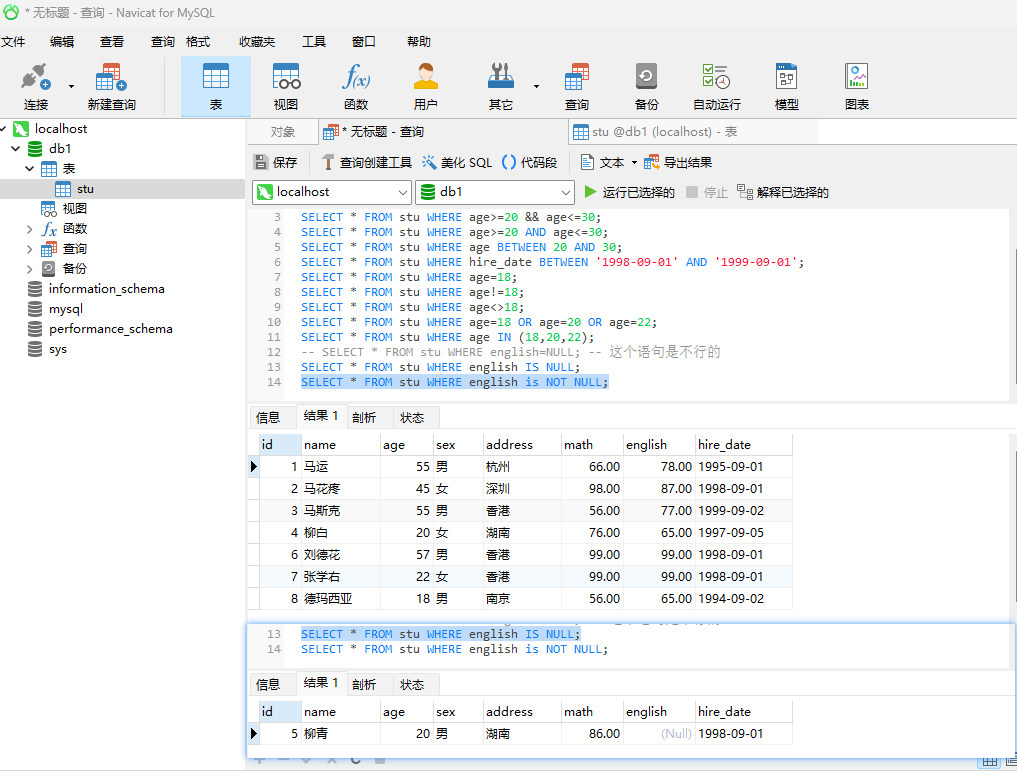 * 无标题 - 查询 - Navicat for MySQL
文件 编辑 查看 查询 格式 收藏夹 工具 窗口 帮助
连接 新建查询 表 视图 函数 用户 其它 查询 备份 自动运行 模型 图表
localhost
db1
表
stu
视图
函数
查询
备份
information_schema
mysql
performance_schema
sys
对象 * 无标题 - 查询 stu @db1 (localhost) - 表
保存 查询创建工具 美化 SQL 代码段 文本 导出结果
localhost db1 运行已选择的 停止 解释已选择的
3 SELECT * FROM stu WHERE age>=20 && age<=30;
4 SELECT * FROM stu WHERE age>=20 AND age<=30;
5 SELECT * FROM stu WHERE age BETWEEN 20 AND 30;
6 SELECT * FROM stu WHERE hire_date BETWEEN '1998-09-01' AND '1999-09-01';
7 SELECT * FROM stu WHERE age=18;
8 SELECT * FROM stu WHERE age!=18;
9 SELECT * FROM stu WHERE age<>18;
10 SELECT * FROM stu WHERE age=18 OR age=20 OR age=22;
11 SELECT * FROM stu WHERE age IN (18,20,22);
12 -- SELECT * FROM stu WHERE english=NULL; -- 这个语句是不行的
13 SELECT * FROM stu WHERE english IS NULL;
14 SELECT * FROM stu WHERE english is NOT NULL;
信息 结果 1 剖析 状态
id name age sex address math english hire_date
1 马运 55 男 杭州 66.00 78.00 1995-09-01
2 马花疼 45 女 深圳 98.00 87.00 1998-09-01
3 马斯克 55 男 香港 56.00 77.00 1999-09-02
4 柳白 20 女 湖南 76.00 65.00 1997-09-05
6 刘德花 57 男 香港 99.00 99.00 1998-09-01
7 张学右 22 女 香港 99.00 99.00 1998-09-01
8 德玛西亚 18 男 南京 56.00 65.00 1994-09-02
13 SELECT * FROM stu WHERE english IS NULL;
14 SELECT * FROM stu WHERE english is NOT NULL;
信息 结果 1 剖析 状态
id name age sex address math english hire_date
5 柳青 20 男 湖南 86.00 (Null) 1998-09-01